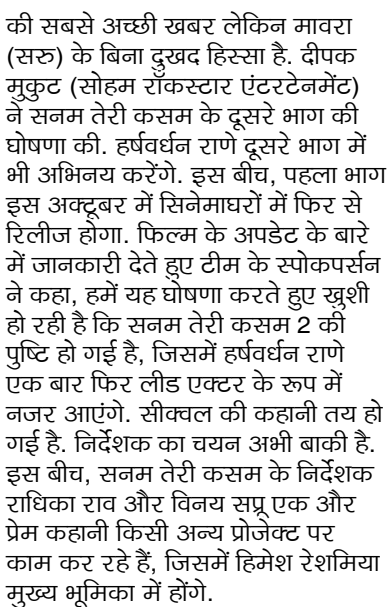 की सबसे अच्छी खबर लेकिन मावरा
(सरु) के बिना दुखद हिस्सा है. दीपक
मुकुट (सोहम रॉकस्टार एंटरटेनमेंट)
ने सनम तेरी कसम के दूसरे भाग की
घोषणा की. हर्षवर्धन राणे दूसरे भाग में
भी अभिनय करेंगे. इस बीच, पहला भाग
इस अक्टूबर में सिनेमाघरों में फिर से
रिलीज होगा. फिल्म के अपडेट के बारे
में जानकारी देते हुए टीम के स्पोकपर्सन
ने कहा, हमें यह घोषणा करते हुए खुशी
हो रही है कि सनम तेरी कसम 2 की
पुष्टि हो गई है, जिसमें हर्षवर्धन राणे
एक बार फिर लीड एक्टर के रूप में
नजर आएंगे. सीक्वल की कहानी तय हो
गई है. निर्देशक का चयन अभी बाकी है.
इस बीच, सनम तेरी कसम के निर्देशक
राधिका राव और विनय सप्रू एक और
प्रेम कहानी किसी अन्य प्रोजेक्ट पर
काम कर रहे हैं, जिसमें हिमेश रेशमिया
मुख्य भूमिका में होंगे.